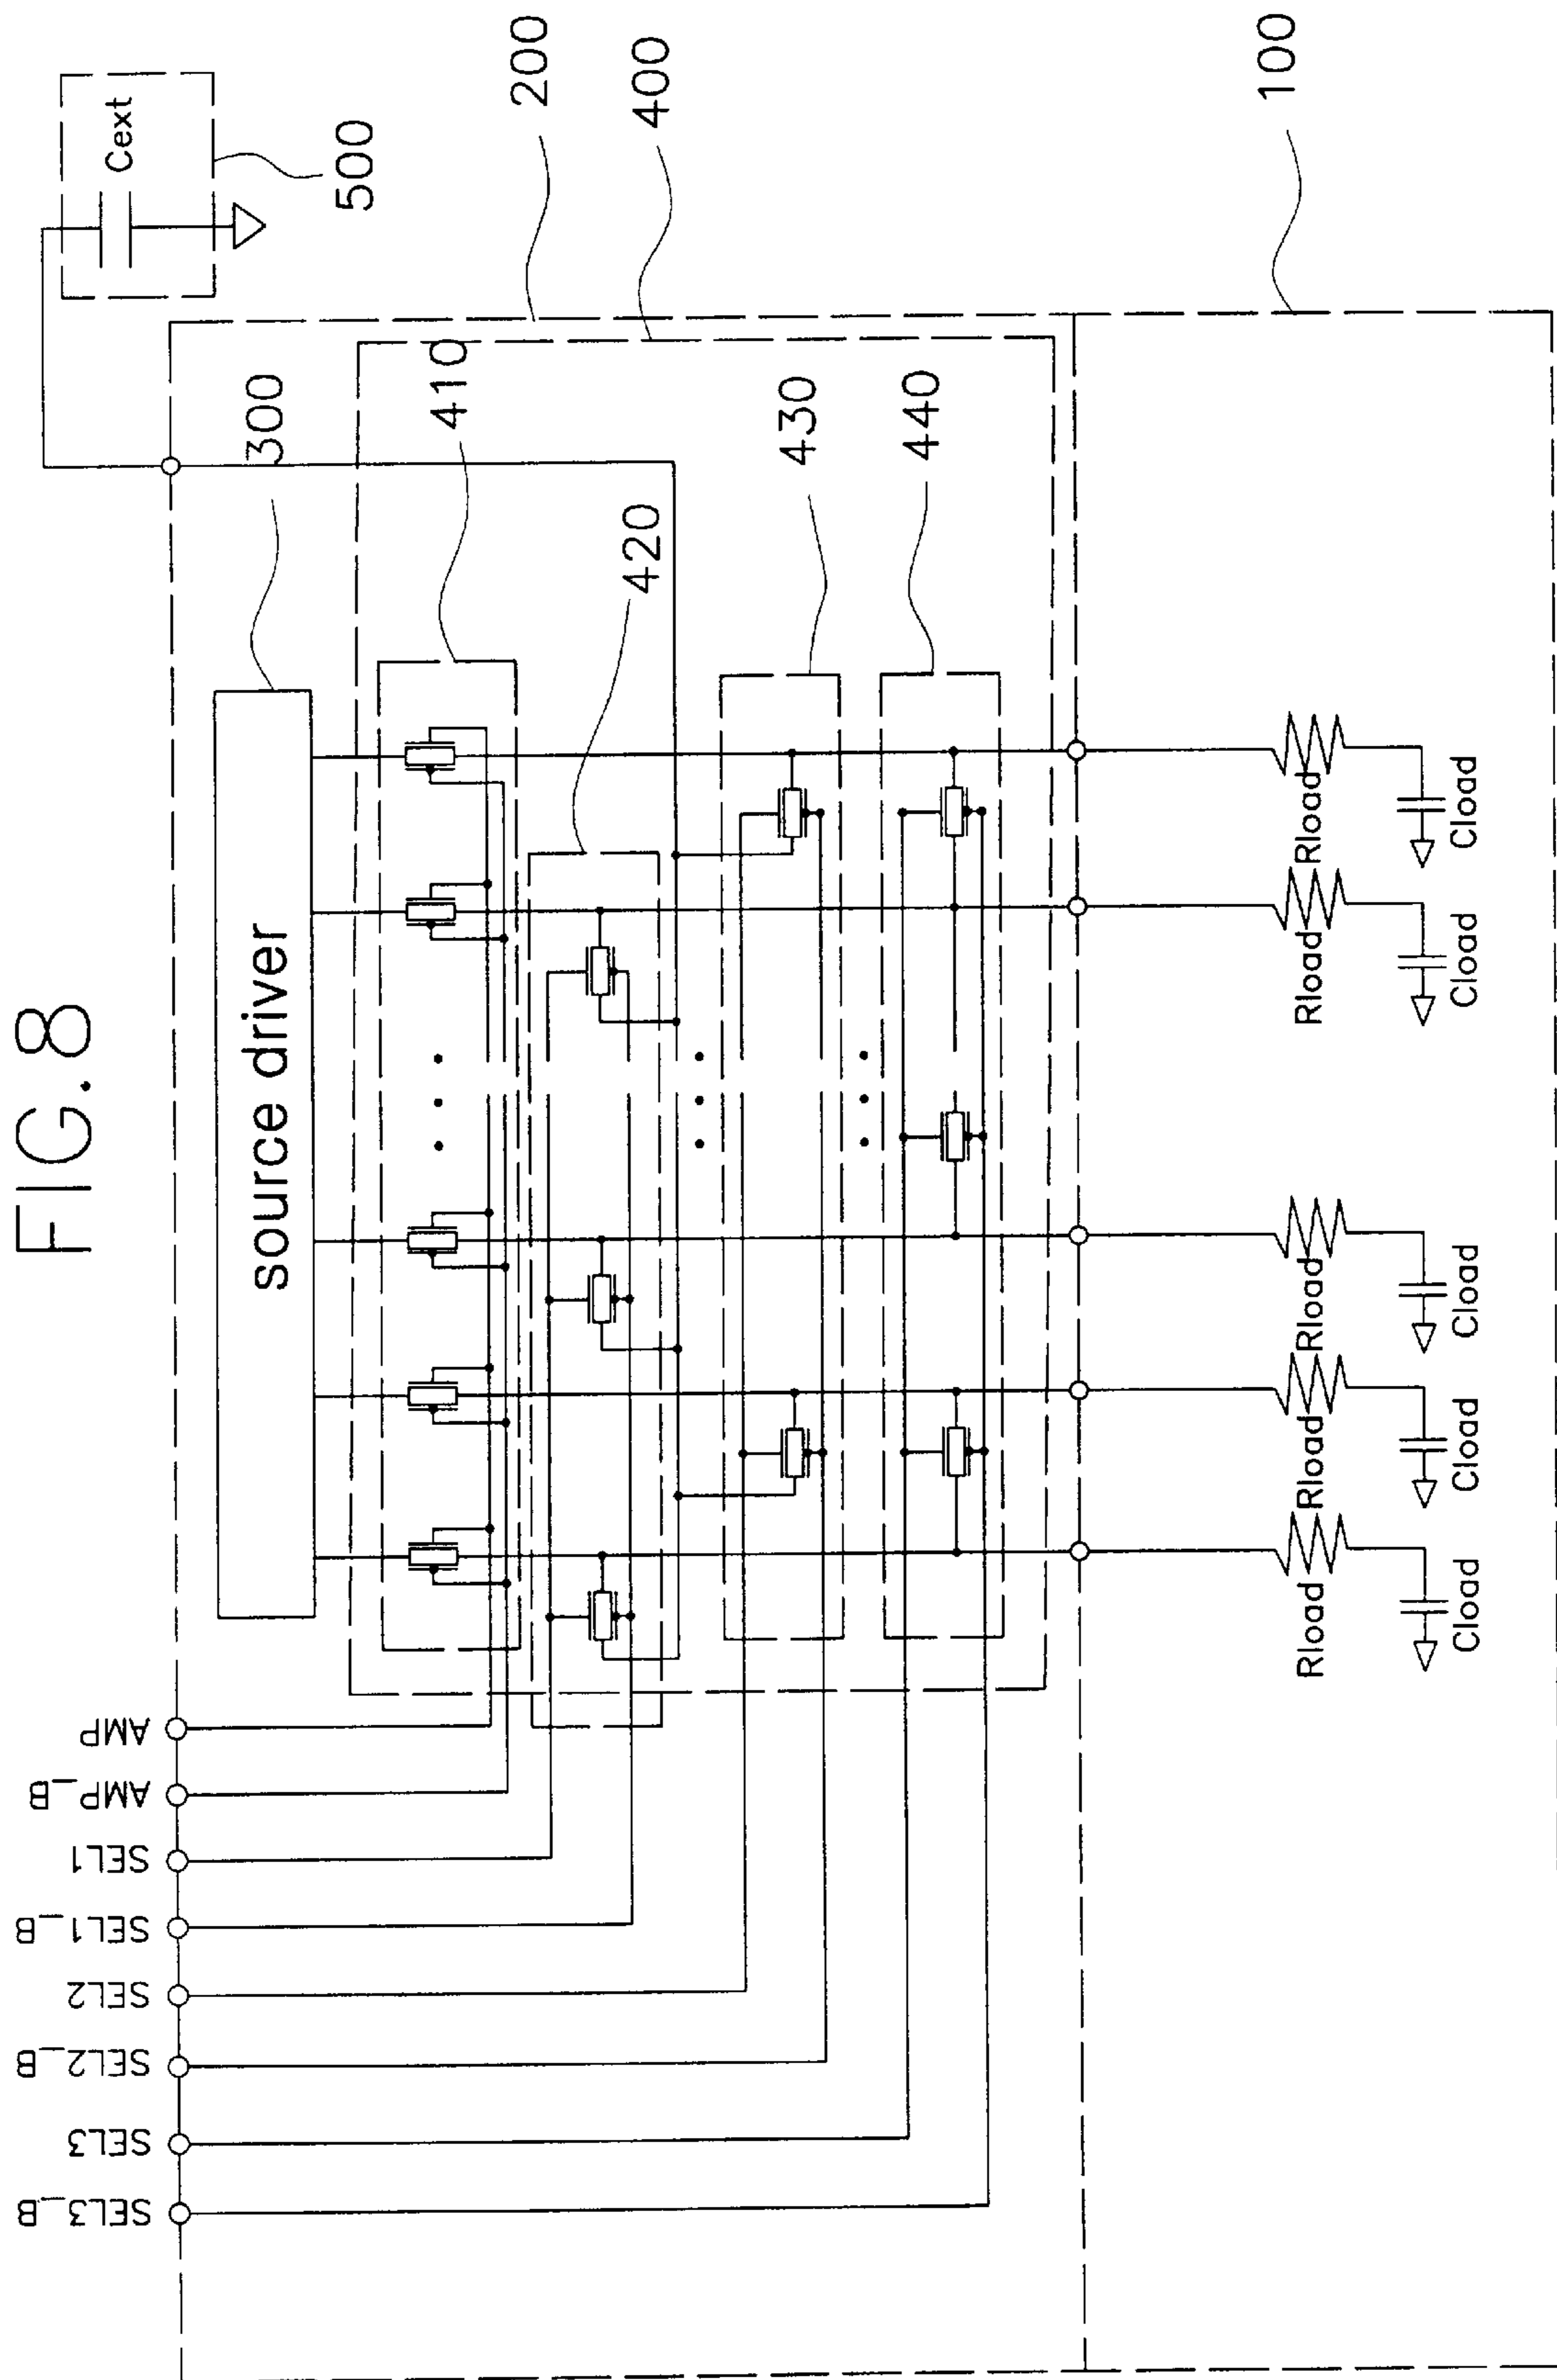 FIG.8
Cext
500
200
400
100
300
410
420
430
440
source driver
AMP
AMP_B
SEL1
SEL1_B
SEL2
SEL2_B
SEL3
SEL3_B
Rload
Cload
Rload
Cload
Rload
Cload
Rload
Cload
Rload
Cload